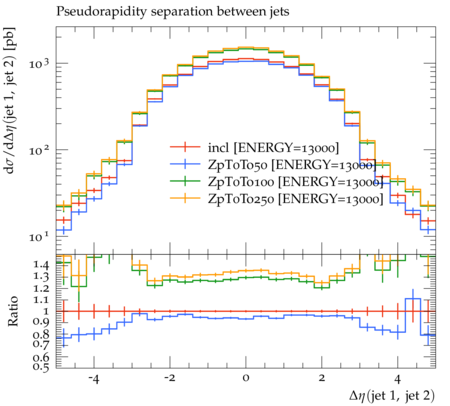 Pseudorapidity separation between jets
dσ/dΔη(jet 1, jet 2) [pb]
10³
10²
10¹
incl [ENERGY=13000]
ZpToTo50 [ENERGY=13000]
ZpToTo100 [ENERGY=13000]
ZpToTo250 [ENERGY=13000]
Ratio
1.4
1.3
1.2
1.1
1
0.9
0.8
0.7
0.6
0.5
-4 -2 0 2 4
Δη(jet 1, jet 2)